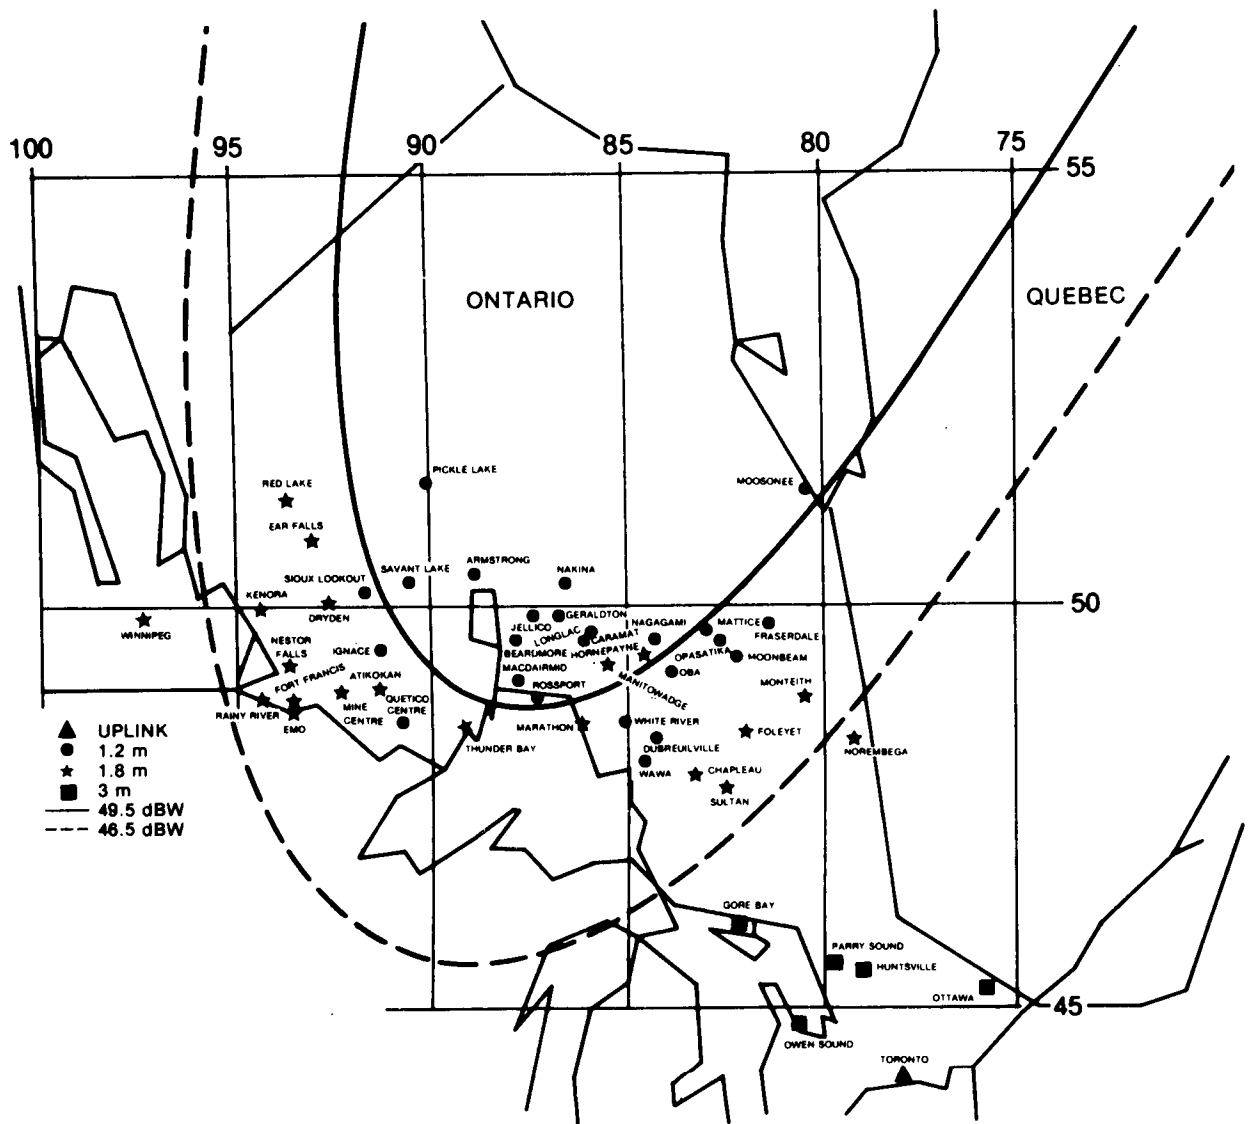 100
95
90
85
80
75
55
ONTARIO
QUEBEC
PICKLE LAKE
RED LAKE
MOOSONEE
EAR FALLS
ARMSTRONG
SAVANT LAKE
NAKINA
SIOUX LOOKOUT
KENORA
50
DRYDEN
GERALDTON
WINNIPEG
JELLICO
NAGAGAMI
MATTICE
LONGLAC
CARAMAT
FRASERDALE
NESTOR
FALLS
IGNACE
BEARDMORE
HORNEPAYNE
OPASATIKA
MOONBEAM
MACDAIRMID
OBA
FORT FRANCIS
ATIKOKAN
ROSSPORT
MANITOWADGE
MONTEITH
RAINY RIVER
EMO
MINE
CENTRE
QUETICO
CENTRE
MARATHON
WHITE RIVER
FOLEYET
THUNDER BAY
DUBREUILVILLE
NOREMBEGA
WAWA
CHAPLEAU
SULTAN
UPLINK
1.2 m
1.8 m
3 m
49.5 dBW
46.5 dBW
GORE BAY
PARRY SOUND
HUNTSVILLE
OTTAWA
45
OWEN SOUND
TORONTO